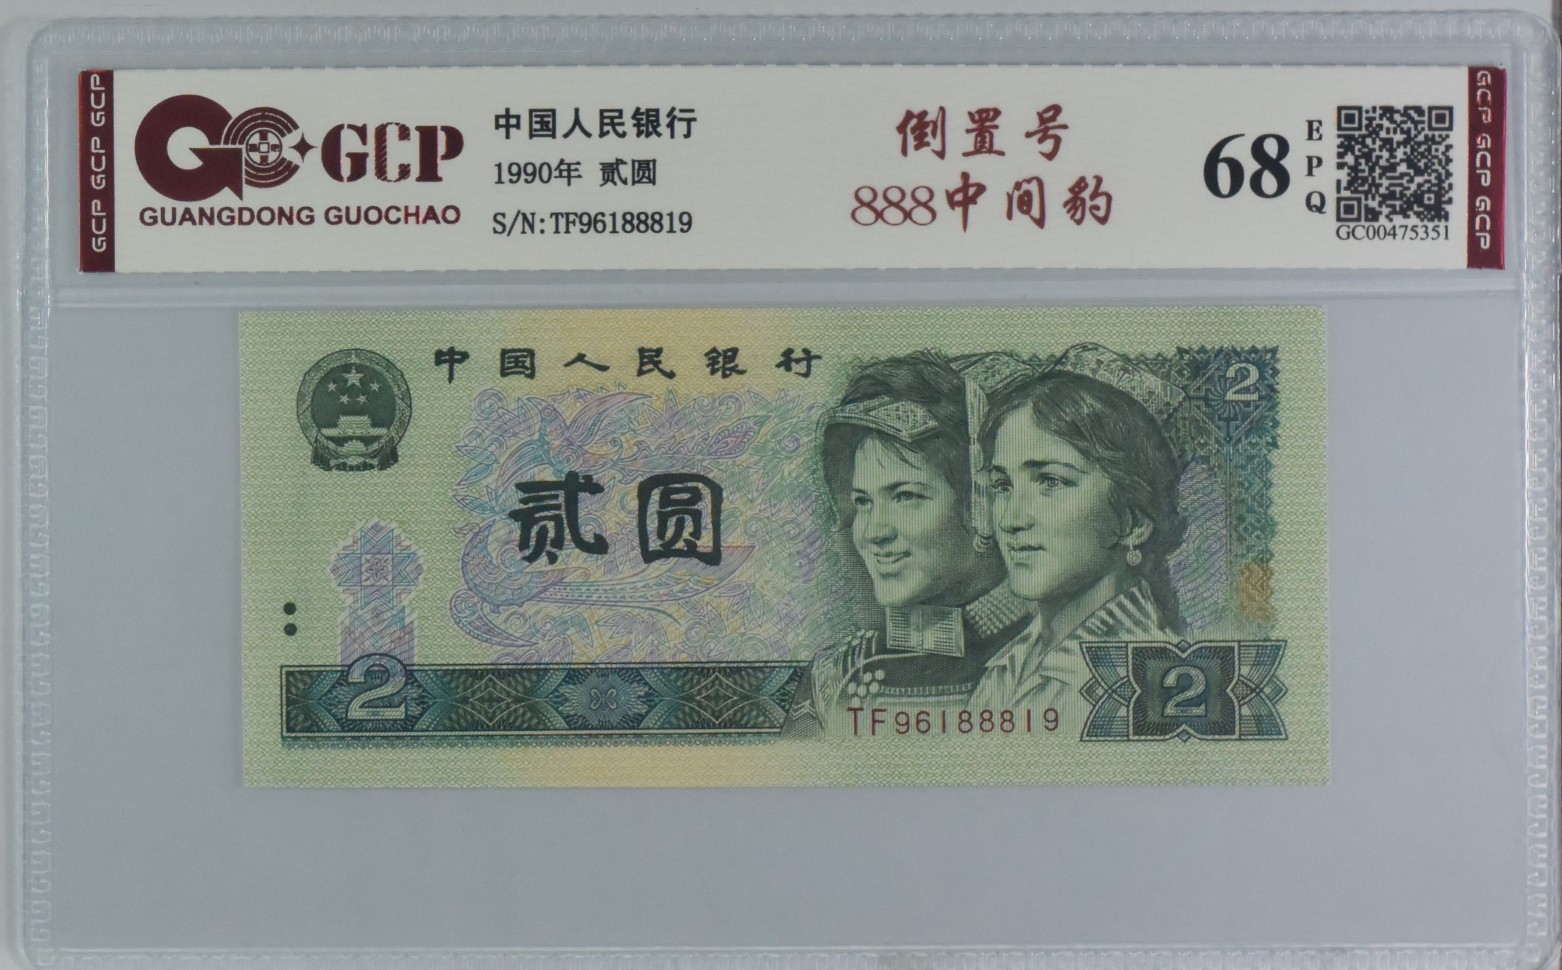 GCP GCP GCP
GCP
GUANGDONG GUOCHAO
中国人民银行
1990年 贰圆
S/N:TF96188819
倒置号
888中间豹
68
EPQ
GC00475351
GCP GCP GCP
中国人民银行
2
贰圆
2
TF96188819
2